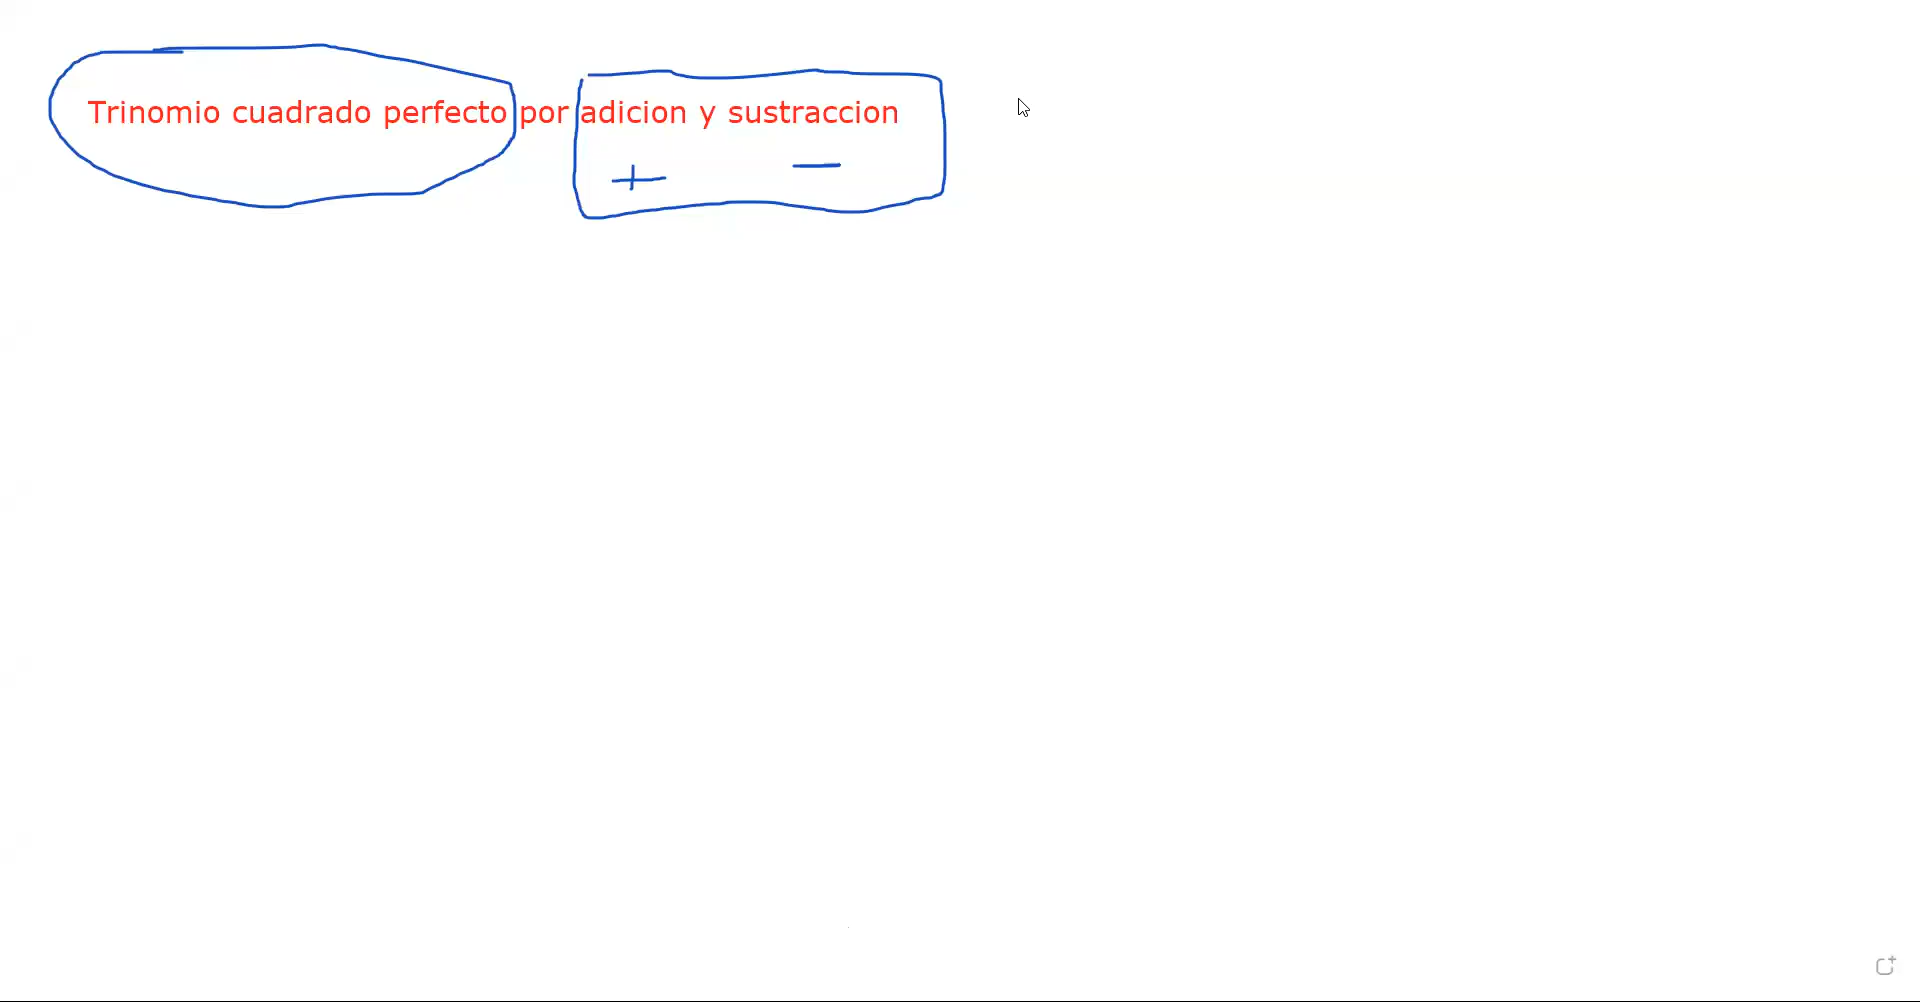 Trinomio cuadrado perfecto por adicion y sustraccion
+ −